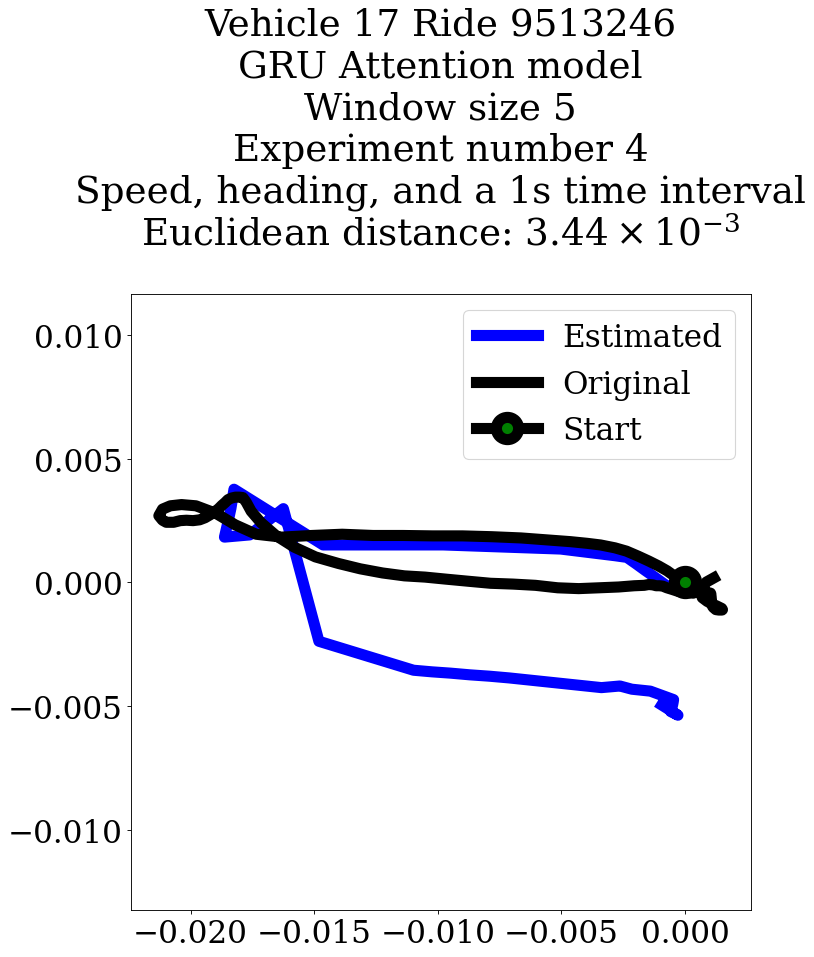 Vehicle 17 Ride 9513246
GRU Attention model
Window size 5
Experiment number 4
Speed, heading, and a 1s time interval
Euclidean distance: 3.44 × 10⁻³
Estimated
Original
Start
0.010
0.005
0.000
−0.005
−0.010
−0.020 −0.015 −0.010 −0.005 0.000